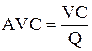 AVC = VC
Q